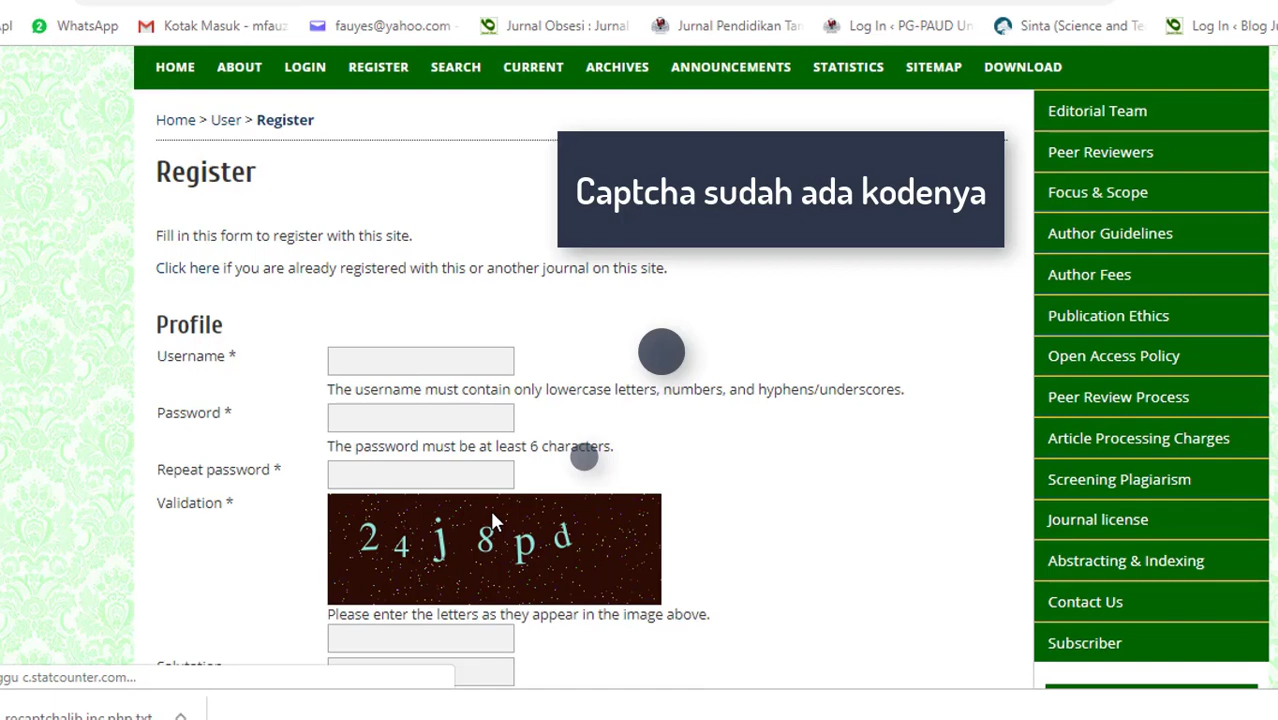 WhatsApp
Kotak Masuk - mfauz
fauyes@yahoo.com -
Jurnal Obsesi : Jurnal
Jurnal Pendidikan Tan
Log In ‹ PG-PAUD Un
Sinta (Science and Te
Log In ‹ Blog Ju
HOME
ABOUT
LOGIN
REGISTER
SEARCH
CURRENT
ARCHIVES
ANNOUNCEMENTS
STATISTICS
SITEMAP
DOWNLOAD
Home > User > Register
Register
Captcha sudah ada kodenya
Fill in this form to register with this site.
Click here if you are already registered with this or another journal on this site.
Profile
Username *
The username must contain only lowercase letters, numbers, and hyphens/underscores.
Password *
The password must be at least 6 characters.
Repeat password *
Validation *
24j8pd
Please enter the letters as they appear in the image above.
Editorial Team
Peer Reviewers
Focus & Scope
Author Guidelines
Author Fees
Publication Ethics
Open Access Policy
Peer Review Process
Article Processing Charges
Screening Plagiarism
Journal license
Abstracting & Indexing
Contact Us
Subscriber
ggu c.statcounter.com...
recaptchalib.inc.php.txt